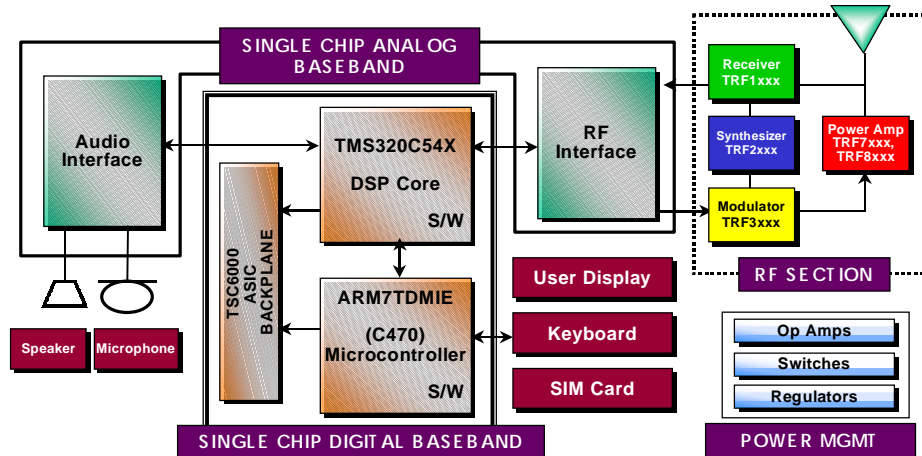 SINGLE CHIP ANALOG
BASEBAND
Audio
Interface
TMS320C54X
DSP Core
S/W
RF
Interface
Receiver
TRF1xxx
Synthesizer
TRF2xxx
Modulator
TRF3xxx
Power Amp
TRF7xxx,
TRF8xxx
RF SECTION
TSC6000
ASIC
BACKPLANE
ARM7TDMIE
(C470)
Microcontroller
S/W
User Display
Keyboard
SIM Card
Speaker
Microphone
Op Amps
Switches
Regulators
SINGLE CHIP DIGITAL BASEBAND
POWER MGMT